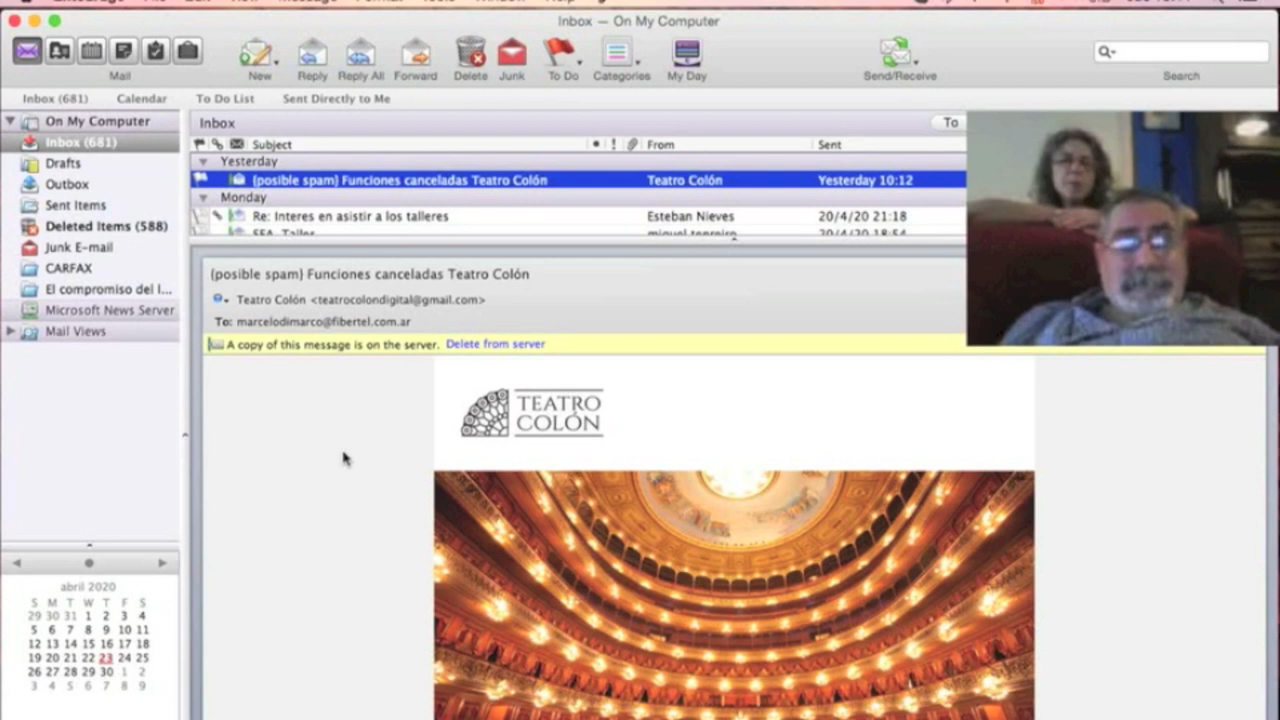 Inbox — On My Computer
Mail
New
Reply
Reply All
Forward
Delete
Junk
To Do
Categories
My Day
Send/Receive
Search
Inbox (681)
Calendar
To Do List
Sent Directly to Me
On My Computer
Inbox (681)
Drafts
Outbox
Sent Items
Deleted Items (588)
Junk E-mail
CARFAX
El compromiso del l...
Microsoft News Server
Mail Views
Inbox
To
Subject
! From
Sent
Yesterday
(posible spam) Funciones canceladas Teatro Colón Teatro Colón Yesterday 10:12
Monday
Re: Interes en asistir a los talleres Esteban Nieves 20/4/20 21:18
(posible spam) Funciones canceladas Teatro Colón
Teatro Colón <teatrocolondigital@gmail.com>
To: marcelodimarco@fibertel.com.ar
A copy of this message is on the server. Delete from server
TEATRO
COLÓN
abril 2020
S M T W T F S
29 30 31 1 2 3 4
5 6 7 8 9 10 11
12 13 14 15 16 17 18
19 20 21 22 23 24 25
26 27 28 29 30 1 2
3 4 5 6 7 8 9